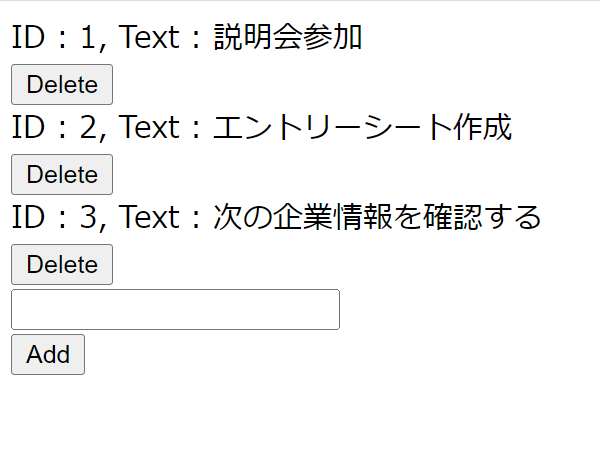 ID : 1, Text : 説明会参加
Delete
ID : 2, Text : エントリーシート作成
Delete
ID : 3, Text : 次の企業情報を確認する
Delete
Add